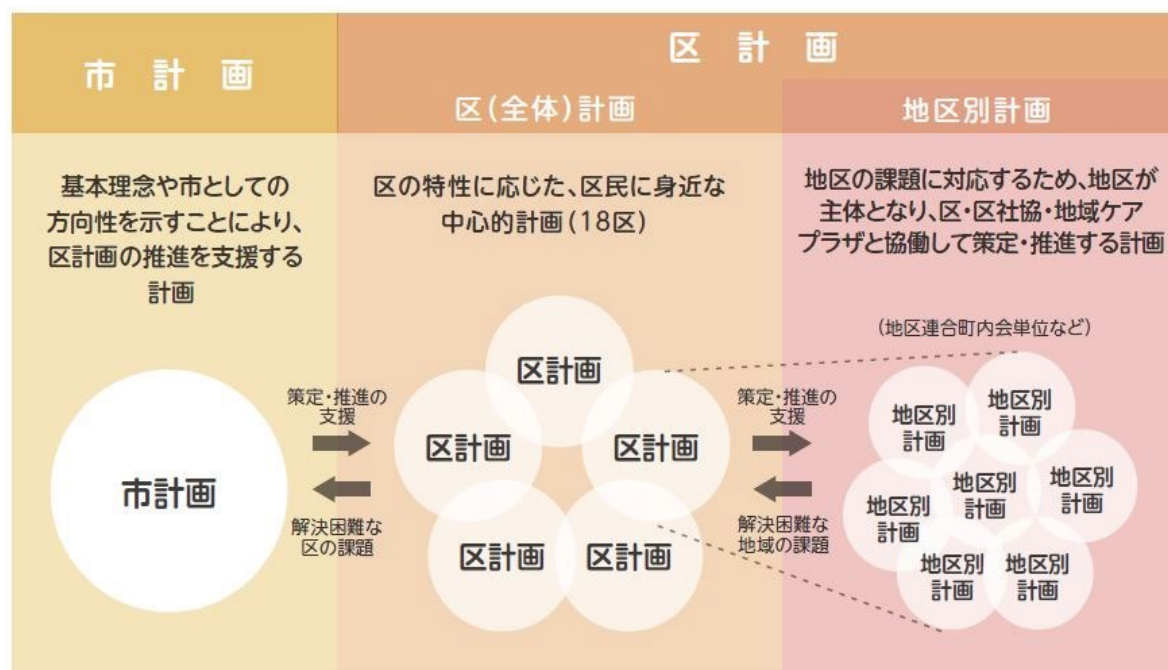 市計画
区計画
区(全体)計画
地区別計画
基本理念や市としての
方向性を示すことにより、
区計画の推進を支援する
計画
区の特性に応じた、区民に身近な
中心的計画(18区)
地区の課題に対応するため、地区が
主体となり、区・区社協・地域ケア
プラザと協働して策定・推進する計画
(地区連合町内会単位など)
市計画
策定・推進の
支援
解決困難な
区の課題
区計画
区計画
区計画
区計画
区計画
策定・推進の
支援
解決困難な
地域の課題
地区別
計画
地区別
計画
地区別
計画
地区別
計画
地区別
計画
地区別
計画
地区別
計画